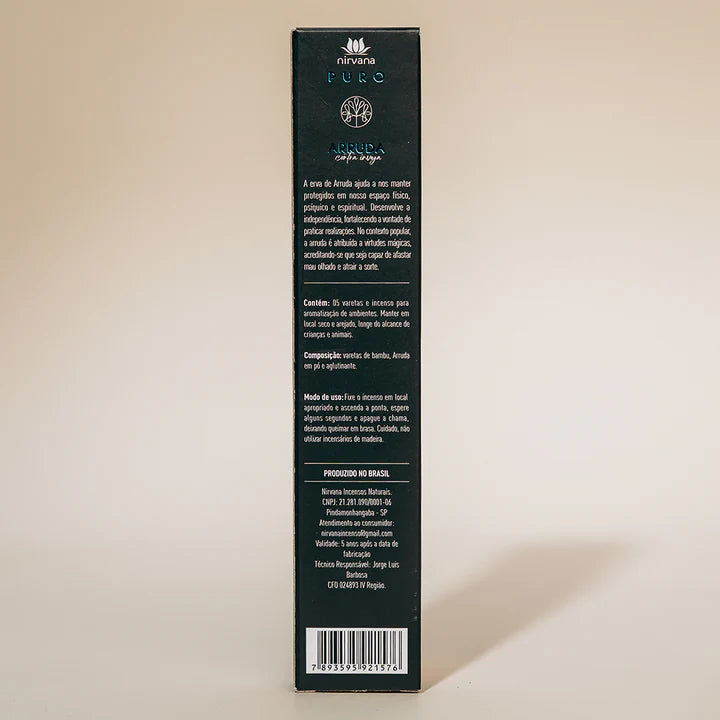 nirvana
PURO
ARRUDA
contra inveja
A erva de Arruda ajuda a nos manter
protegidos em nosso espaço físico,
psíquico e espiritual. Desenvolve a
independência, fortalecendo a vontade de
praticar realizações. No contexto popular,
a arruda é atribuída a virtudes mágicas,
acreditando-se que seja capaz de afastar
mau olhado e atrair a sorte.
Contém: 05 varetas e incenso para
aromatização de ambientes. Manter em
local seco e arejado, longe do alcance de
crianças e animais.
Composição: varetas de bambu, Arruda
em pó e aglutinante.
Modo de uso: Fixe o incenso em local
apropriado e ascenda a ponta, espere
alguns segundos e apague a chama,
deixando queimar em brasa. Cuidado, não
utilizar incensários de madeira.
PRODUZIDO NO BRASIL
Nirvana Incensos Naturais.
CNPJ: 21.281.090/0001-06
Pindamonhangaba - SP
Atendimento ao consumidor:
nirvanaincenso@gmail.com
Validade: 5 anos após a data de
fabricação
Técnico Responsável: Jorge Luis
Barbosa
CFQ 024893 IV Região.
7 893595 921576